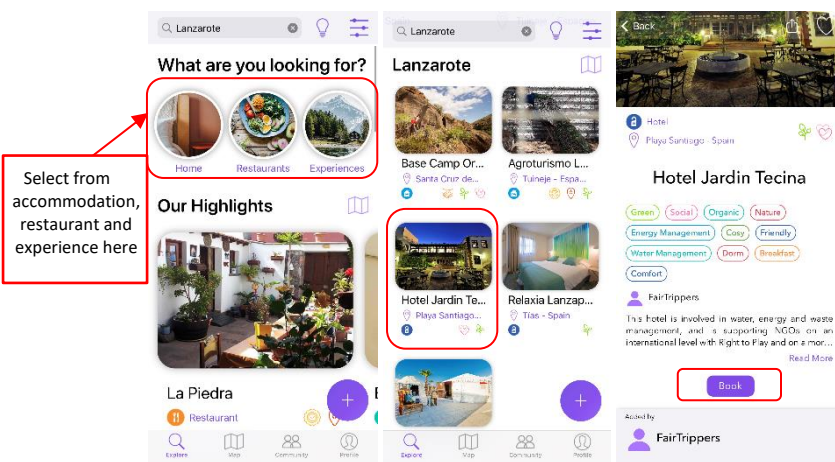 Select from
accommodation,
restaurant and
experience here
Lanzarote
What are you looking for?
Home
Restaurants
Experiences
Our Highlights
La Piedra
Restaurant
+
Explore
Map
Community
Profile
Lanzarote
Lanzarote
Base Camp Or...
Santa Cruz de...
Agroturismo L...
Tuineje - Espa...
Hotel Jardin Te...
Playa Santiago...
Relaxia Lanzap...
Tías - Spain
+
Explore
Map
Community
Profile
Back
Hotel
Playa Santiago - Spain
Hotel Jardin Tecina
Green
Social
Organic
Nature
Energy Management
Cosy
Friendly
Water Management
Dorm
Breakfast
Comfort
FairTrippers
This hotel is involved in water, energy and waste
management, and is supporting NGOs on an
international level with Right to Play and on a mor...
Read More
Book
Added by
FairTrippers